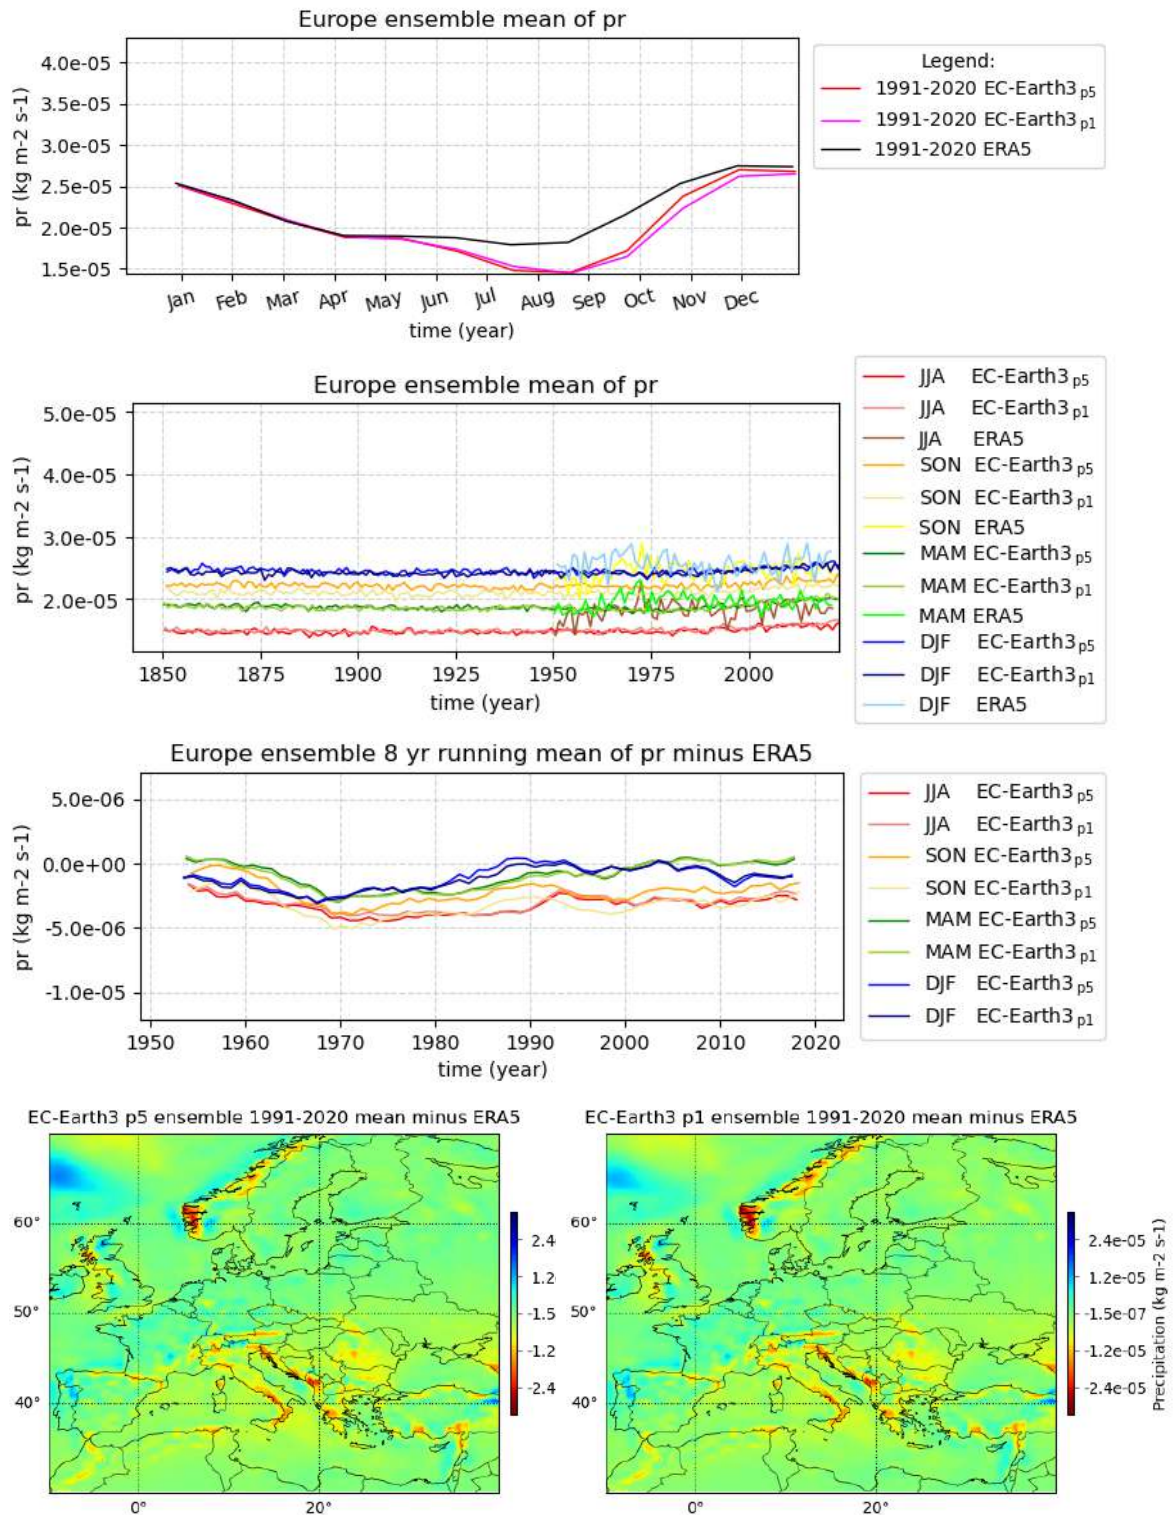 Europe ensemble mean of pr
4.0e-05
3.5e-05
3.0e-05
2.5e-05
2.0e-05
1.5e-05
pr (kg m-2 s-1)
Jan Feb Mar Apr May Jun Jul Aug Sep Oct Nov Dec
time (year)
Legend:
1991-2020 EC-Earth3 p5
1991-2020 EC-Earth3 p1
1991-2020 ERA5
Europe ensemble mean of pr
5.0e-05
4.0e-05
3.0e-05
2.0e-05
pr (kg m-2 s-1)
1850 1875 1900 1925 1950 1975 2000
time (year)
JJA EC-Earth3 p5
JJA EC-Earth3 p1
JJA ERA5
SON EC-Earth3 p5
SON EC-Earth3 p1
SON ERA5
MAM EC-Earth3 p5
MAM EC-Earth3 p1
MAM ERA5
DJF EC-Earth3 p5
DJF EC-Earth3 p1
DJF ERA5
Europe ensemble 8 yr running mean of pr minus ERA5
5.0e-06
0.0e+00
-5.0e-06
-1.0e-05
pr (kg m-2 s-1)
1950 1960 1970 1980 1990 2000 2010 2020
time (year)
JJA EC-Earth3 p5
JJA EC-Earth3 p1
SON EC-Earth3 p5
SON EC-Earth3 p1
MAM EC-Earth3 p5
MAM EC-Earth3 p1
DJF EC-Earth3 p5
DJF EC-Earth3 p1
EC-Earth3 p5 ensemble 1991-2020 mean minus ERA5
60°
50°
40°
0° 20°
2.4
1.2
-1.5
-1.2
-2.4
EC-Earth3 p1 ensemble 1991-2020 mean minus ERA5
60°
50°
40°
0° 20°
2.4e-05
1.2e-05
-1.5e-07
-1.2e-05
-2.4e-05
Precipitation (kg m-2 s-1)